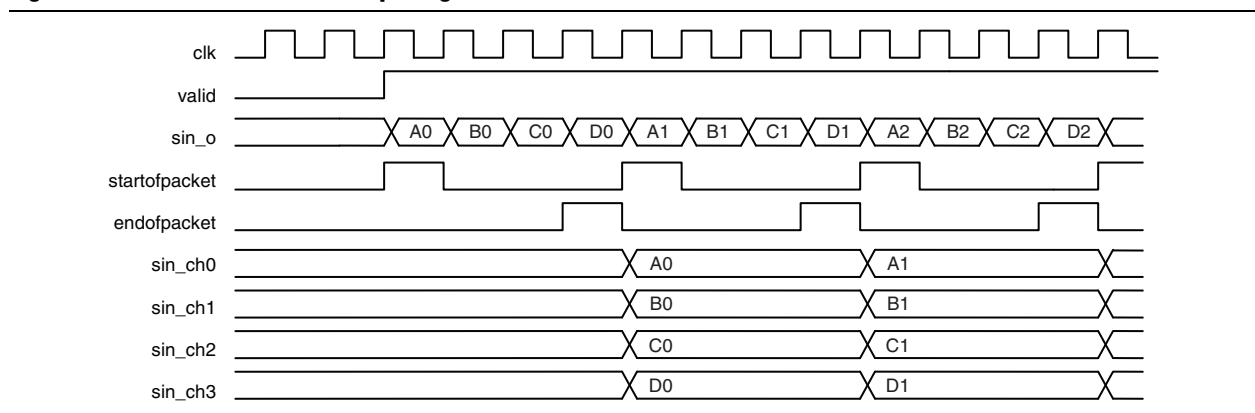 clk
valid
sin_o A0 B0 C0 D0 A1 B1 C1 D1 A2 B2 C2 D2
startofpacket
endofpacket
sin_ch0 A0 A1
sin_ch1 B0 B1
sin_ch2 C0 C1
sin_ch3 D0 D1